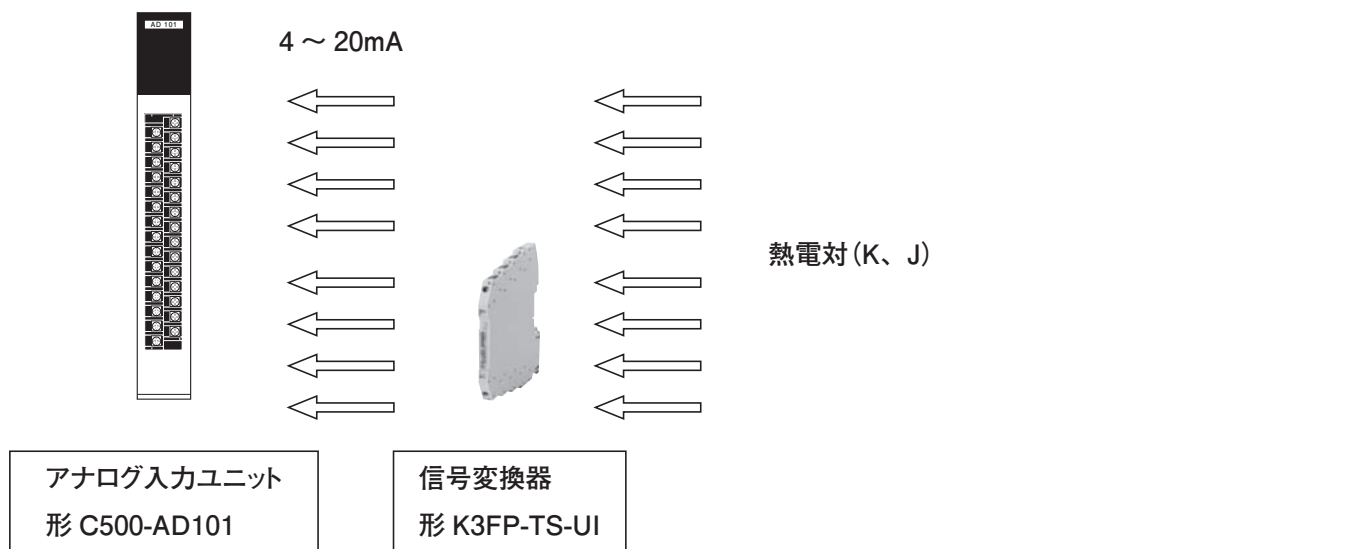 AD 101
4 ~ 20mA
熱電対(K、J)
アナログ入力ユニット
形 C500-AD101
信号変換器
形 K3FP-TS-UI